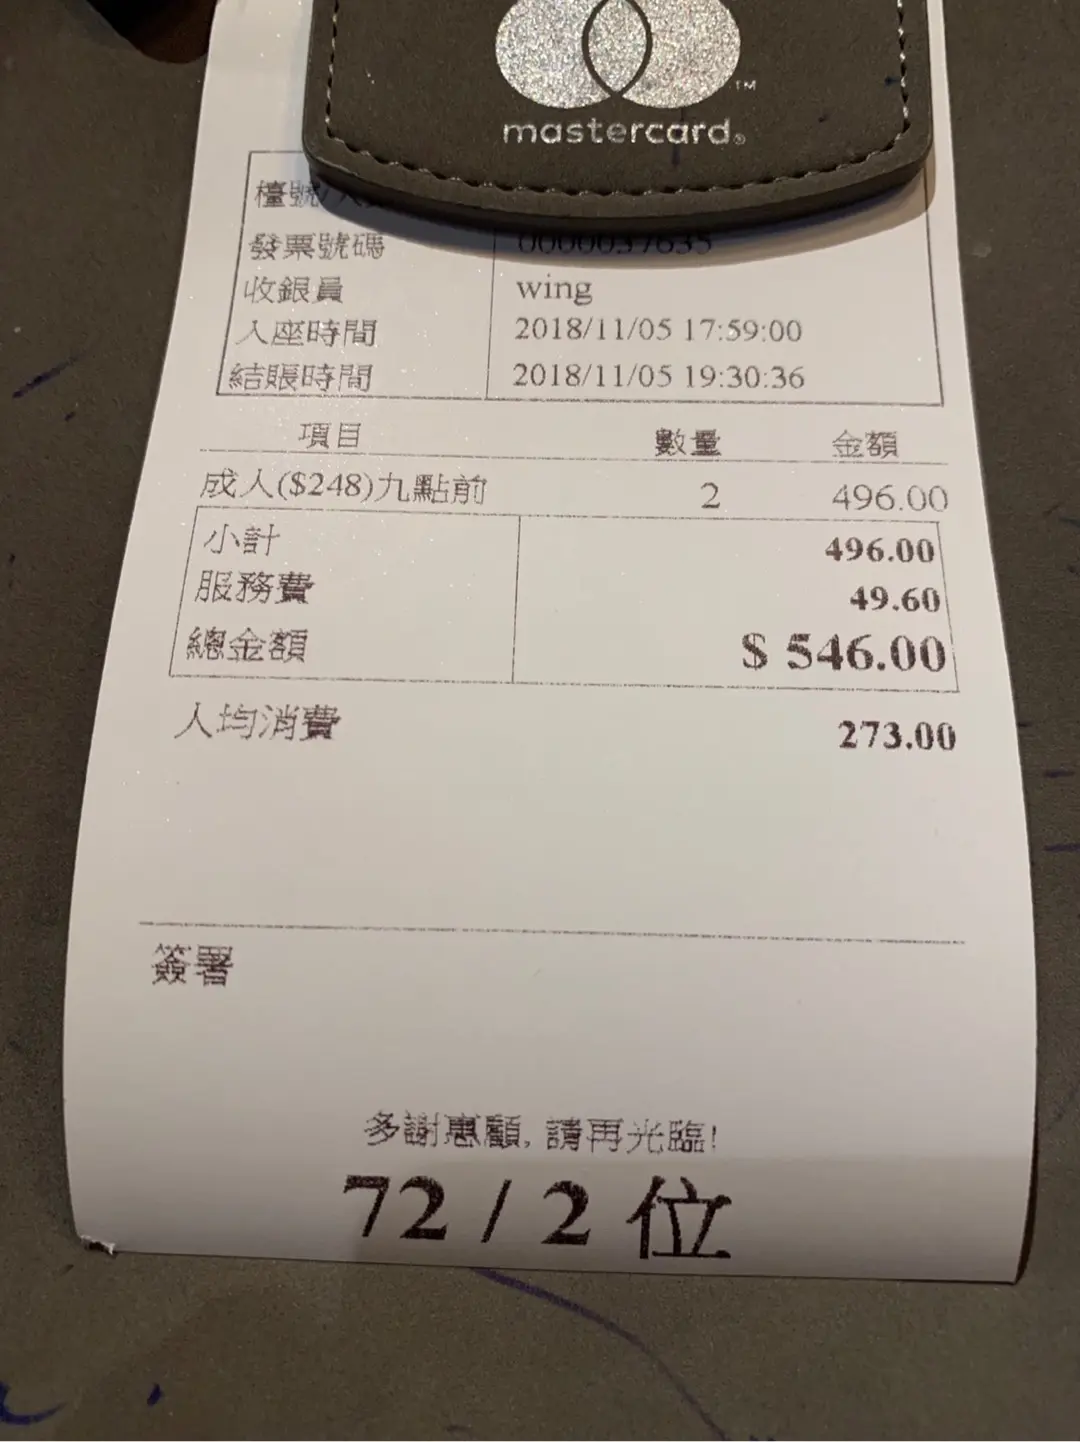 mastercard
檯號/人
發票號碼 0000037635
收銀員 wing
入座時間 2018/11/05 17:59:00
結賬時間 2018/11/05 19:30:36
項目 數量 金額
成人($248)九點前 2 496.00
小計 496.00
服務費 49.60
總金額 $ 546.00
人均消費 273.00
簽署
多謝惠顧, 請再光臨!
72 / 2 位